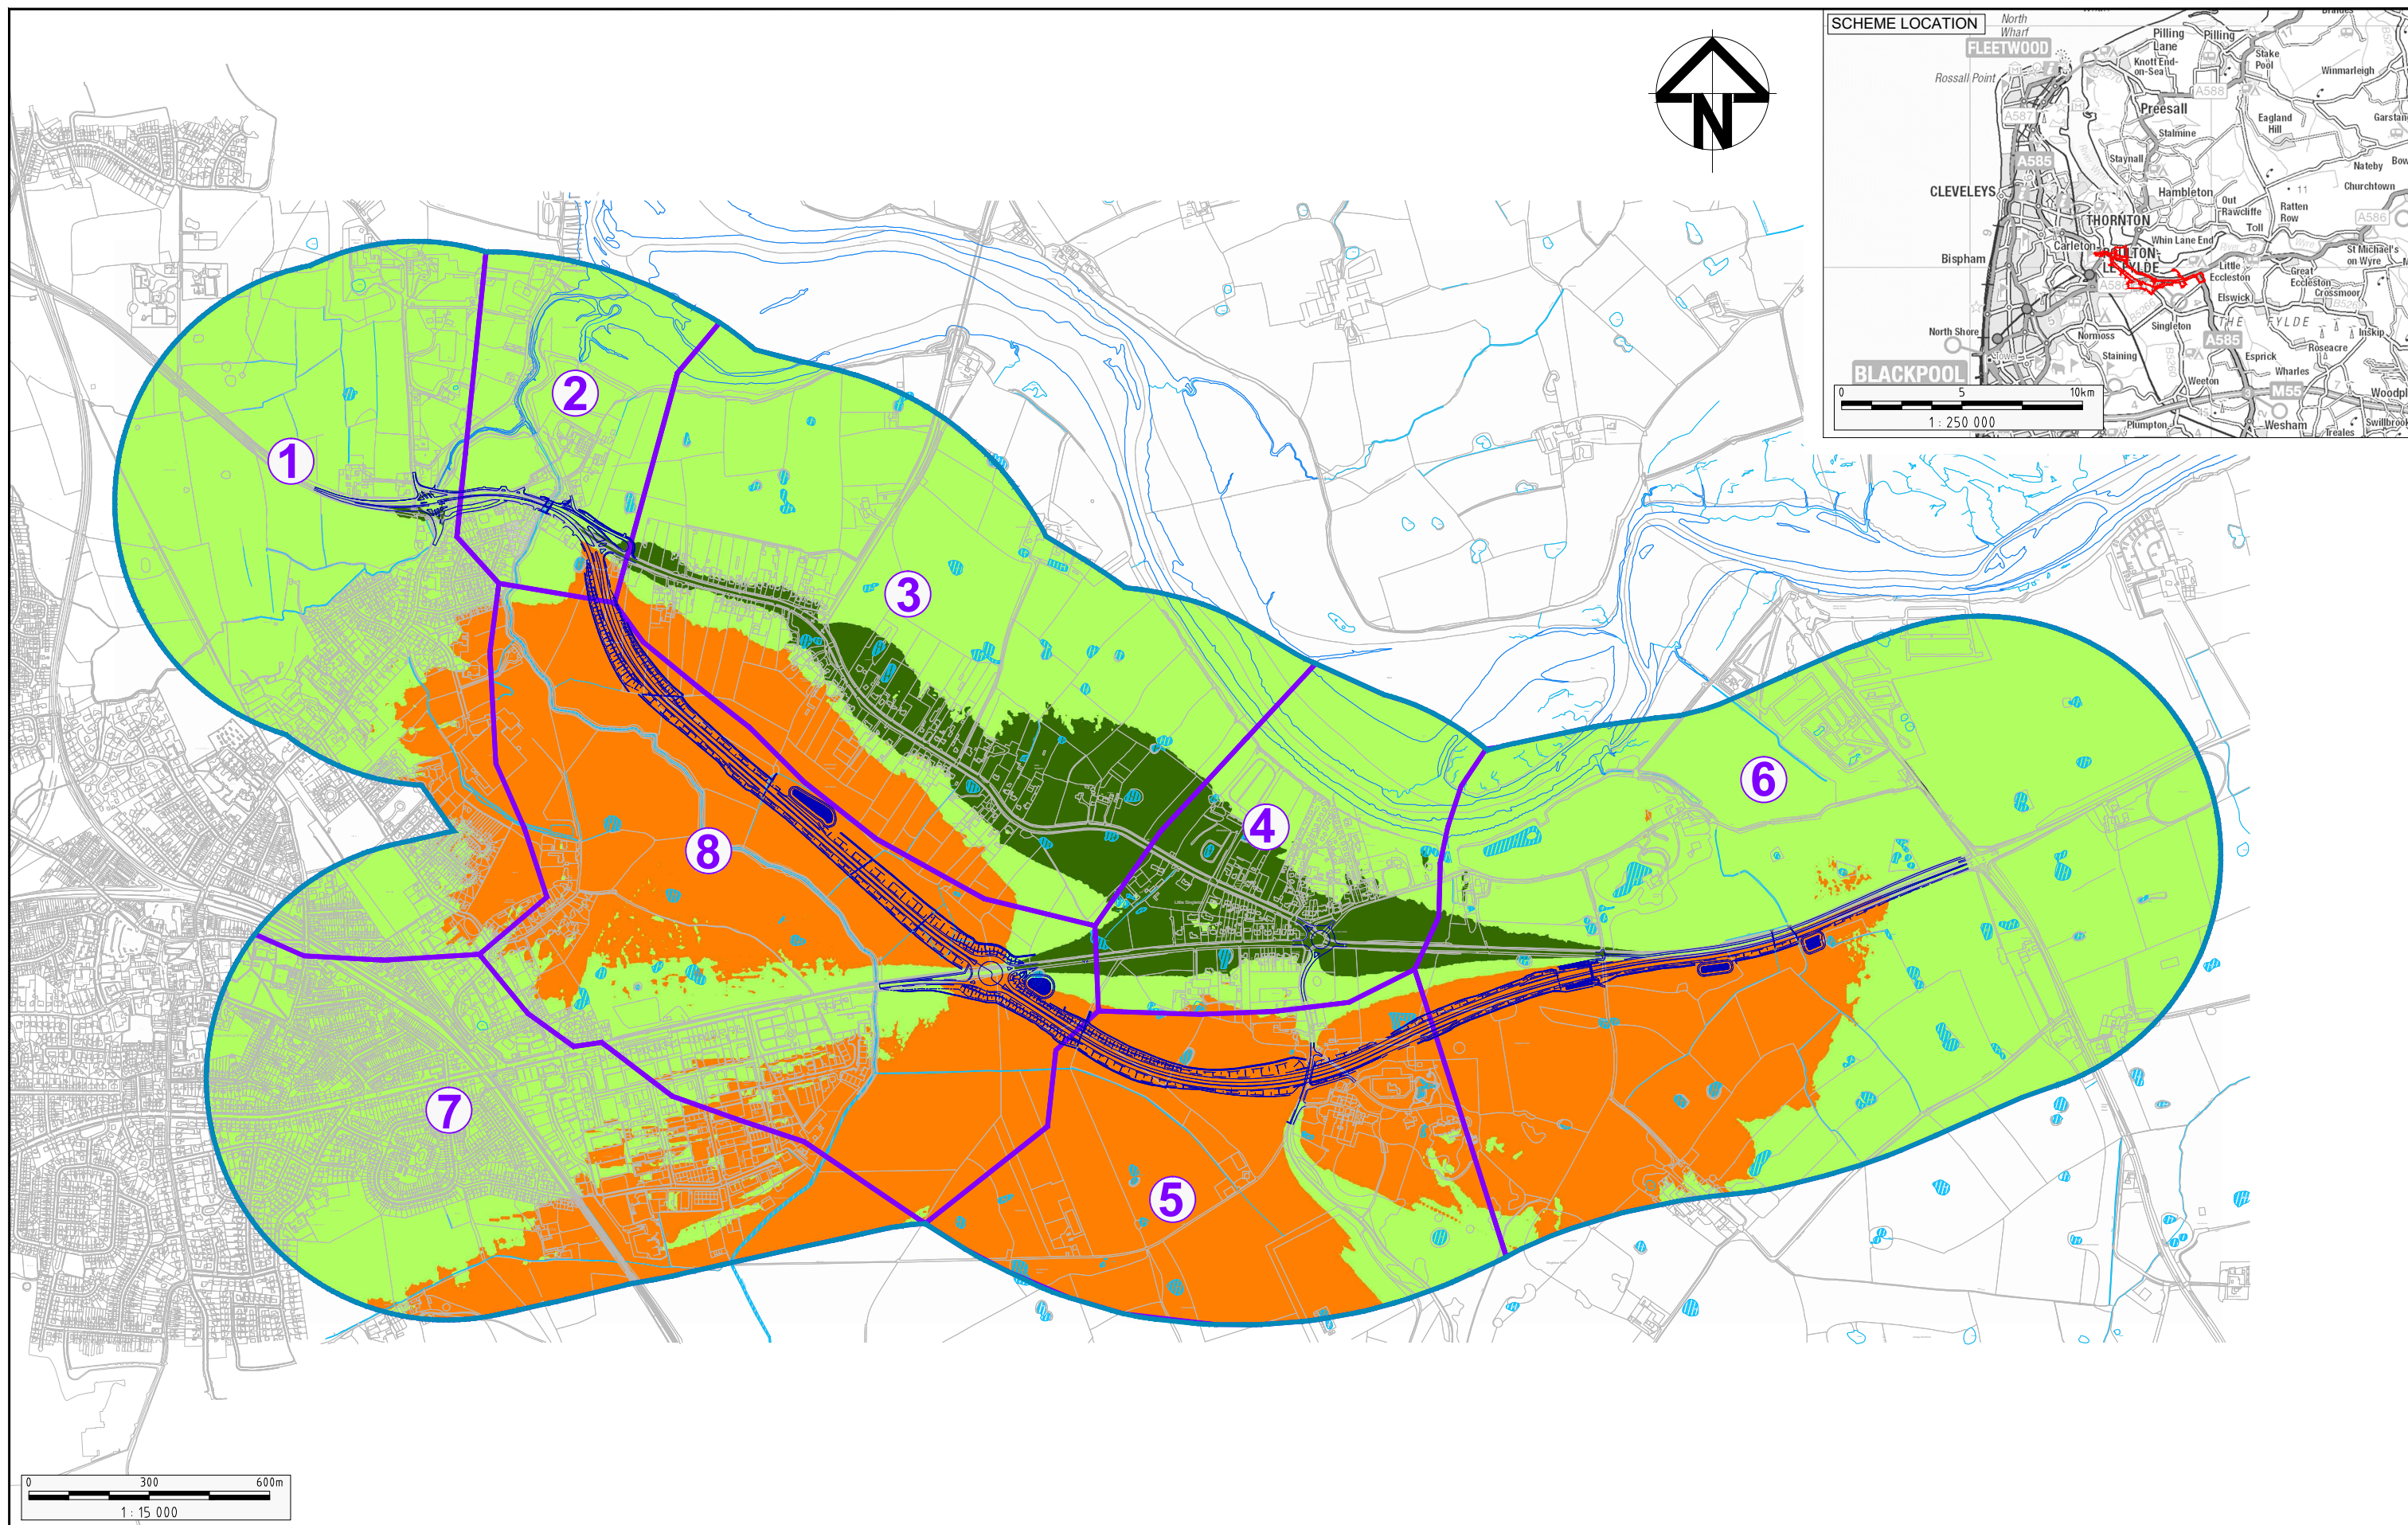 SCHEME LOCATION
North
Wharf
FLEETWOOD
Rossall Point
Pilling
Lane
Pilling
Knott End-
on-Sea
Stake
Pool
Winmarleigh
A588
A587
Preesall
Eagland
Hill
Stalmine
A585
Staynall
Nateby
CLEVELEYS
Hambleton
11
Churchtown
Out
Rawcliffe
Ratten
Row
A586
THORNTON
Toll
Carleton
Whin Lane End
St Michael's
on Wyre
Bispham
Little
Eccleston
Great
Eccleston
Crossmoor
Elswick
Singleton
THE FYLDE
Inskip
North Shore
Normoss
A585
Roseacre
Staining
Esprick
Wharles
BLACKPOOL
Weeton
M55
Plumpton
Wesham
Treales
0 5 10km
1 : 250 000
N
1
2
3
4
5
6
7
8
Little Singleton
0 300 600m
1 : 15 000